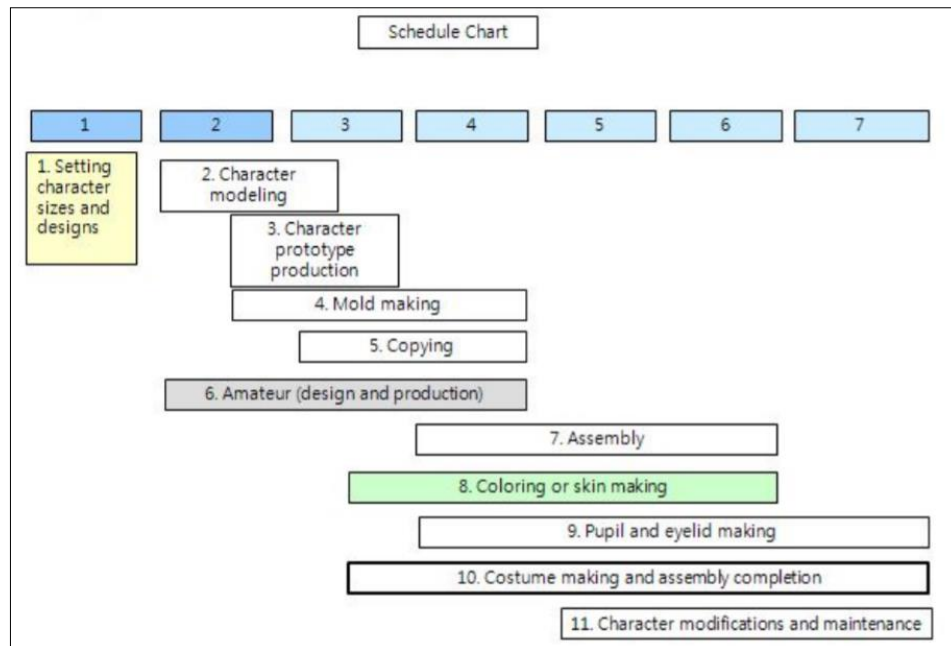 Schedule Chart
1 2 3 4 5 6 7
1. Setting
character
sizes and
designs
2. Character
modeling
3. Character
prototype
production
4. Mold making
5. Copying
6. Amateur (design and production)
7. Assembly
8. Coloring or skin making
9. Pupil and eyelid making
10. Costume making and assembly completion
11. Character modifications and maintenance